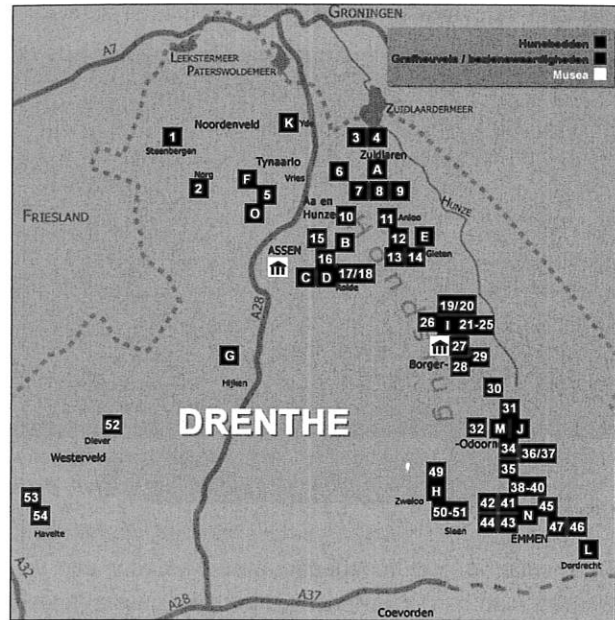 GRONINGEN
A7
LEEKSTERMEER
PATERSWOLDEMEER
Hunebedden
Grafheuvels / bezienswaardigheden
Musea
ZUIDLAARDERMEER
1
Steenbergen
Noordenveld
K
Yde
3 4
Zuidlaren
Norg
2
Tynaarlo
Vries
F
5
O
6
A
7 8 9
HUNZE
FRIESLAND
Aa en
Hunze
10
11
Anloo
12
E
13 14
Gieten
15
B
16
ASSEN
C D 17/18
Rolde
Hondsrug
A28
19/20
26 I 21-25
27
29
Borger-
28
G
Hijken
30
DRENTHE
31
32 M J
-Odoorn
34
36/37
52
Diever
Westerveld
35
49
H
Zweloo
50-51
Sleen
38-40
42 41
45
N
44 43
EMMEN
47 46
53
54
Havelte
L
Dordrecht
A32
A28
A37
Coevorden